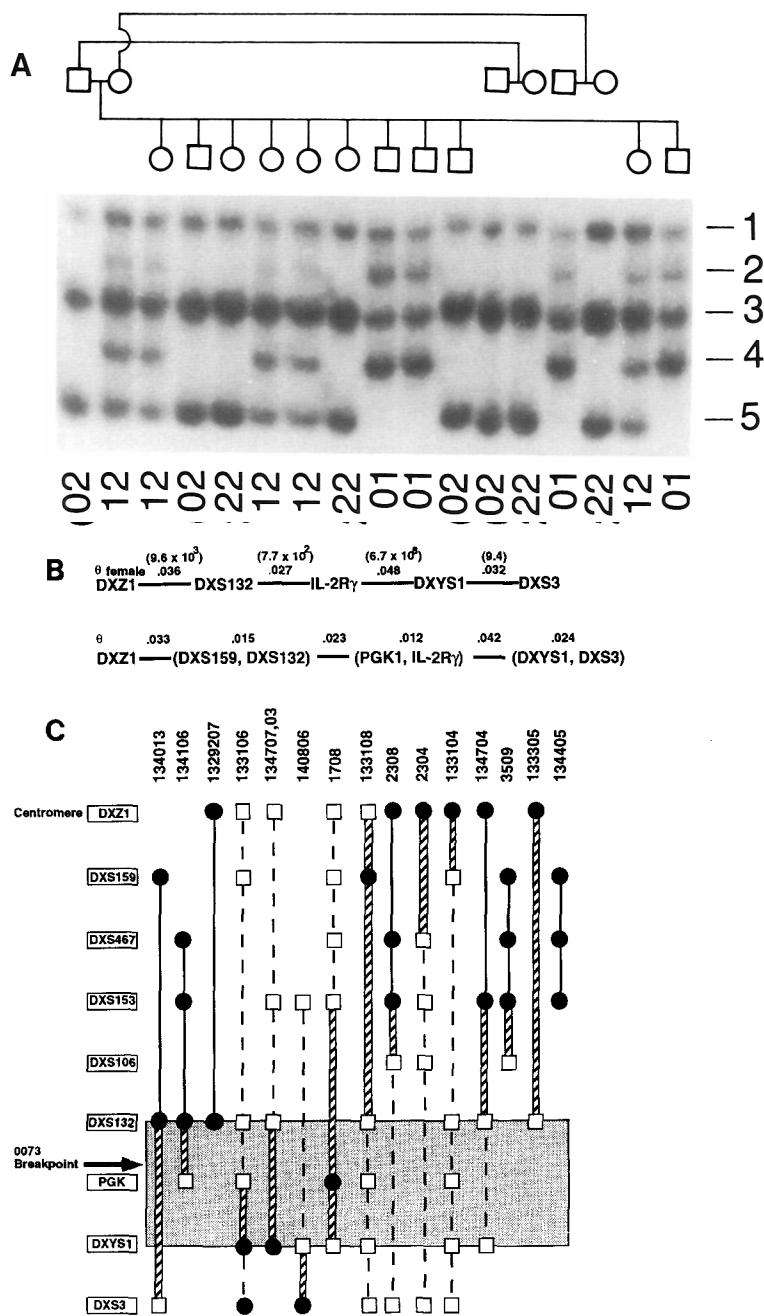 A
1
2
3
4
5
02 12 12 02 22 12 12 22 01 01 02 02 22 01 22 12 01
B
(9.6 x 10³) (7.7 x 10²) (6.7 x 10⁸) (9.4)
θ female .036 .027 .048 .032
DXZ1 DXS132 IL-2Rγ DXYS1 DXS3
θ .033 .015 .023 .012 .042 .024
DXZ1 (DXS159, DXS132) (PGK1, IL-2Rγ) (DXYS1, DXS3)
C
134013 134106 1329207 133106 134707,03 140806 1708 133108 2308 2304 133104 134704 3509 133305 134405
Centromere DXZ1
DXS159
DXS467
DXS153
DXS106
DXS132
0073
Breakpoint
PGK
DXYS1
DXS3